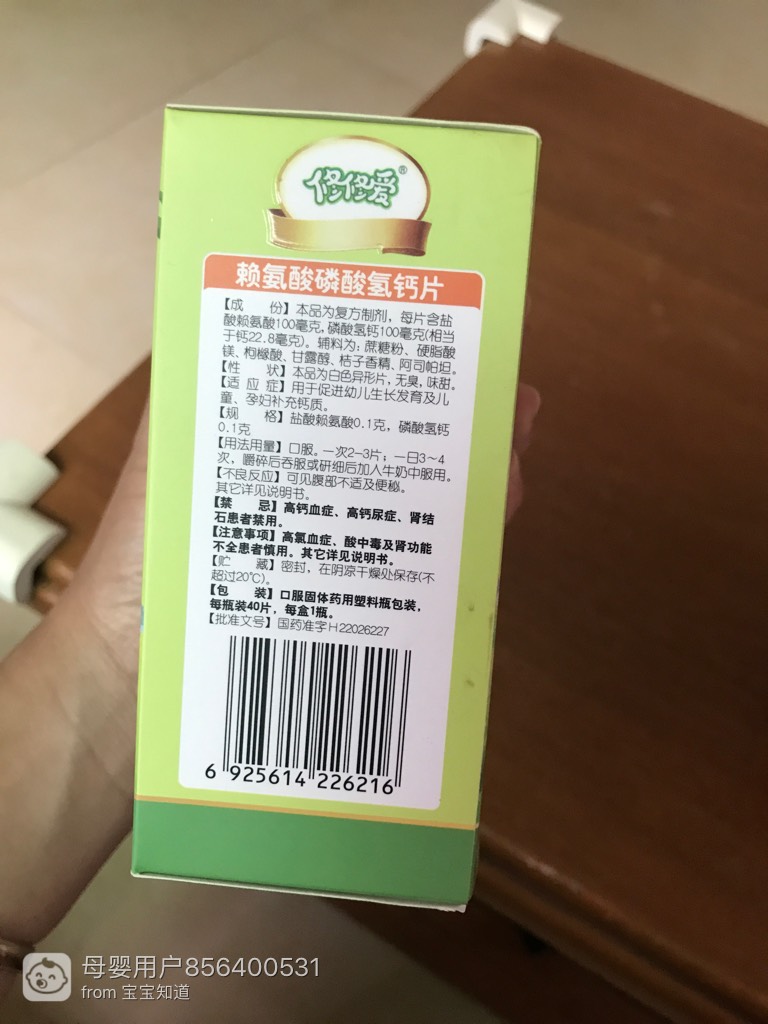 修修爱®
赖氨酸磷酸氢钙片
【成 份】本品为复方制剂，每片含盐
酸赖氨酸100毫克，磷酸氢钙100毫克(相当
于钙22.8毫克)。辅料为：蔗糖粉、硬脂酸
镁、枸橼酸、甘露醇、桔子香精、阿司帕坦。
【性 状】本品为白色异形片，无臭，味甜。
【适 应 症】用于促进幼儿生长发育及儿
童、孕妇补充钙质。
【规 格】盐酸赖氨酸0.1克，磷酸氢钙
0.1克
【用法用量】口服。一次2-3片；一日3～4
次，嚼碎后吞服或研细后加入牛奶中服用。
【不良反应】可见腹部不适及便秘。
其它详见说明书。
【禁 忌】高钙血症、高钙尿症、肾结
石患者禁用。
【注意事项】高氯血症、酸中毒及肾功能
不全患者慎用。其它详见说明书。
【贮 藏】密封，在阴凉干燥处保存(不
超过20℃)。
【包 装】口服固体药用塑料瓶包装，
每瓶装40片，每盒1瓶。
【批准文号】国药准字H22026227
6 925614 226216
母婴用户856400531
from 宝宝知道